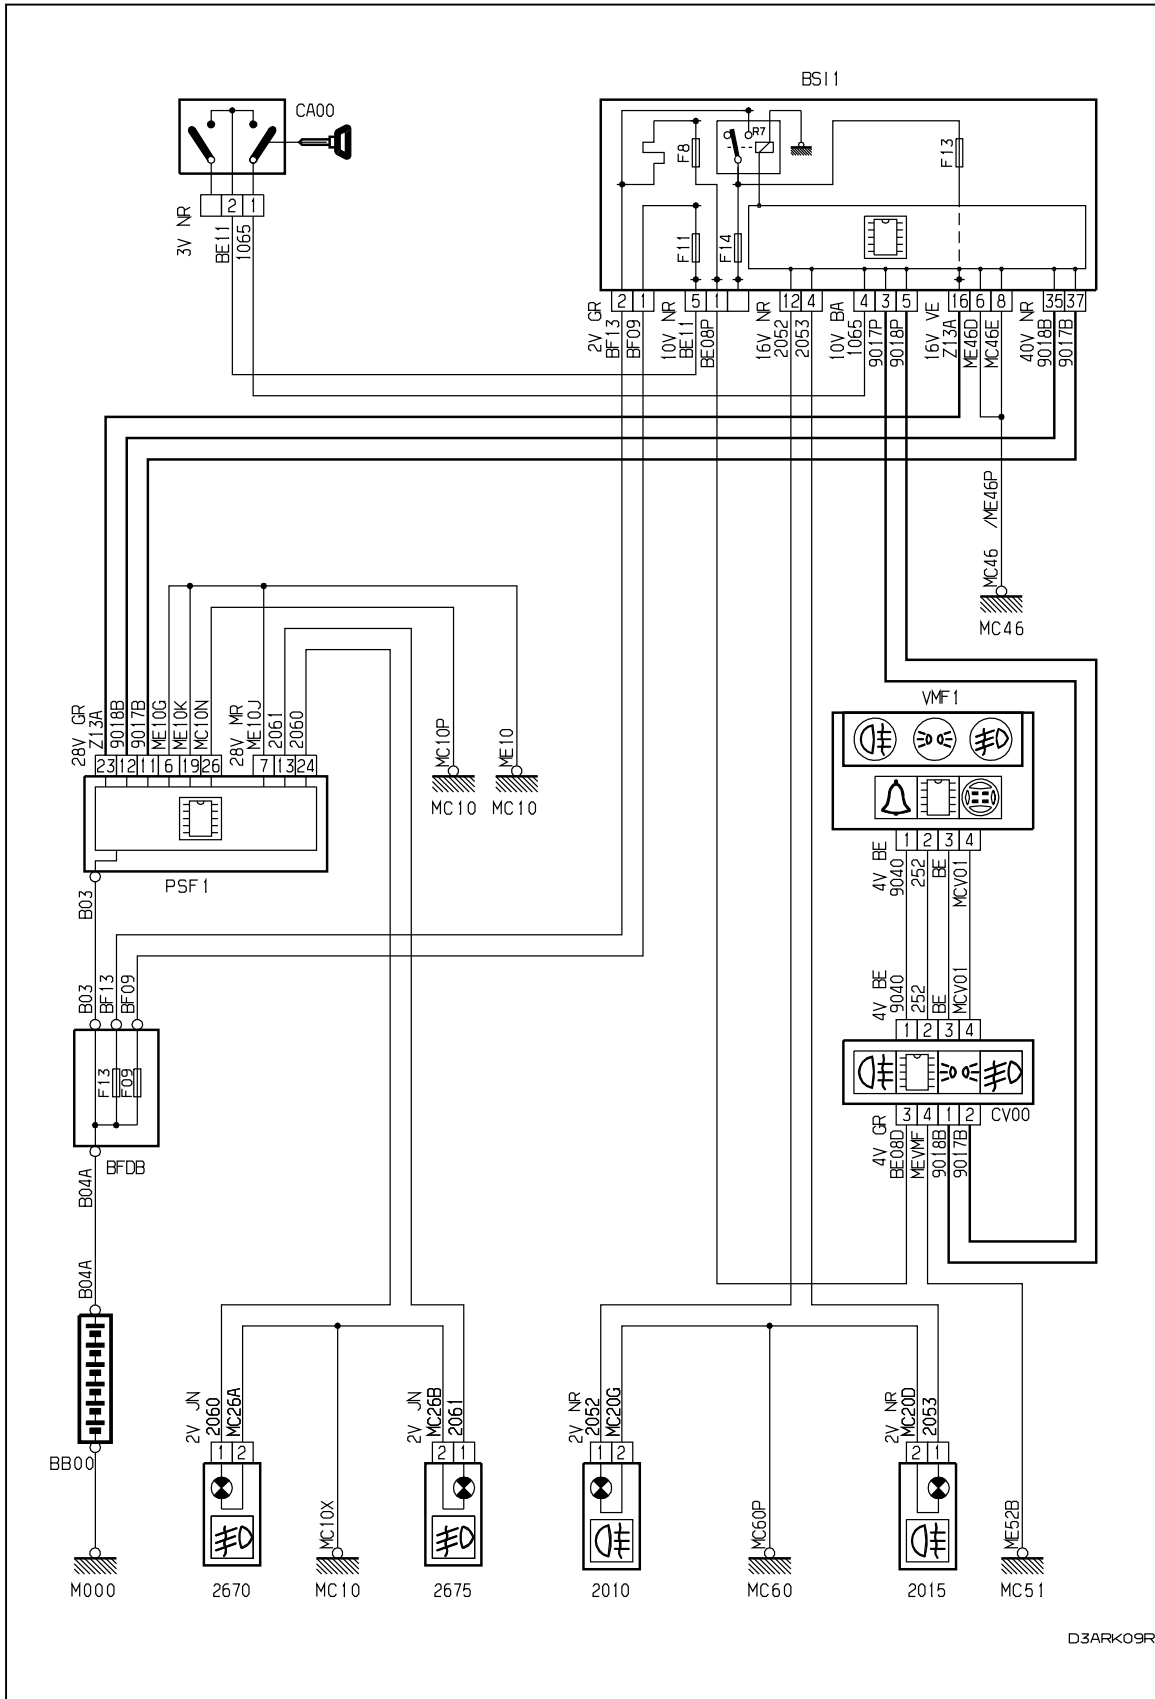 BSI1
CA00
R7
F8
F13
F11
F14
2 1
3V NR
BE11
1065
2 1 5 1 12 4 4 3 5 16 6 8 35 37
2V GR
BF13
BF09
10V NR
BE11
BE08P
16V NR
2052
2053
10V BA
1065
9017P
9018P
16V VE
Z13A
ME46D
MC46E
40V NR
9018B
9017B
MC46 /ME46P
MC46
28V GR
Z13A
9018B
9017B
ME10G
ME10K
MC10N
28V MR
ME10J
2061
2060
23 12 11 6 19 26 7 13 24
MC10P
ME10
MC10
MC10
PSF1
VMF1
1 2 3 4
4V BE
9040
252
BE
MCV01
B03
B03
BF13
BF09
F13
F09
BFDB
4V BE
9040
252
BE
MCV01
1 2 3 4
3 4 1 2
CV00
4V GR
BE08D
MEVMF
9018B
9017B
B04A
B04A
BB00
M000
2V JN
2060
MC26A
1 2
2670
MC10X
MC10
2V JN
MC26B
2061
2 1
2675
2V NR
2052
MC20G
1 2
2010
MC60P
MC60
2V NR
MC20D
2053
2 1
2015
ME52B
MC51
D3ARK09R